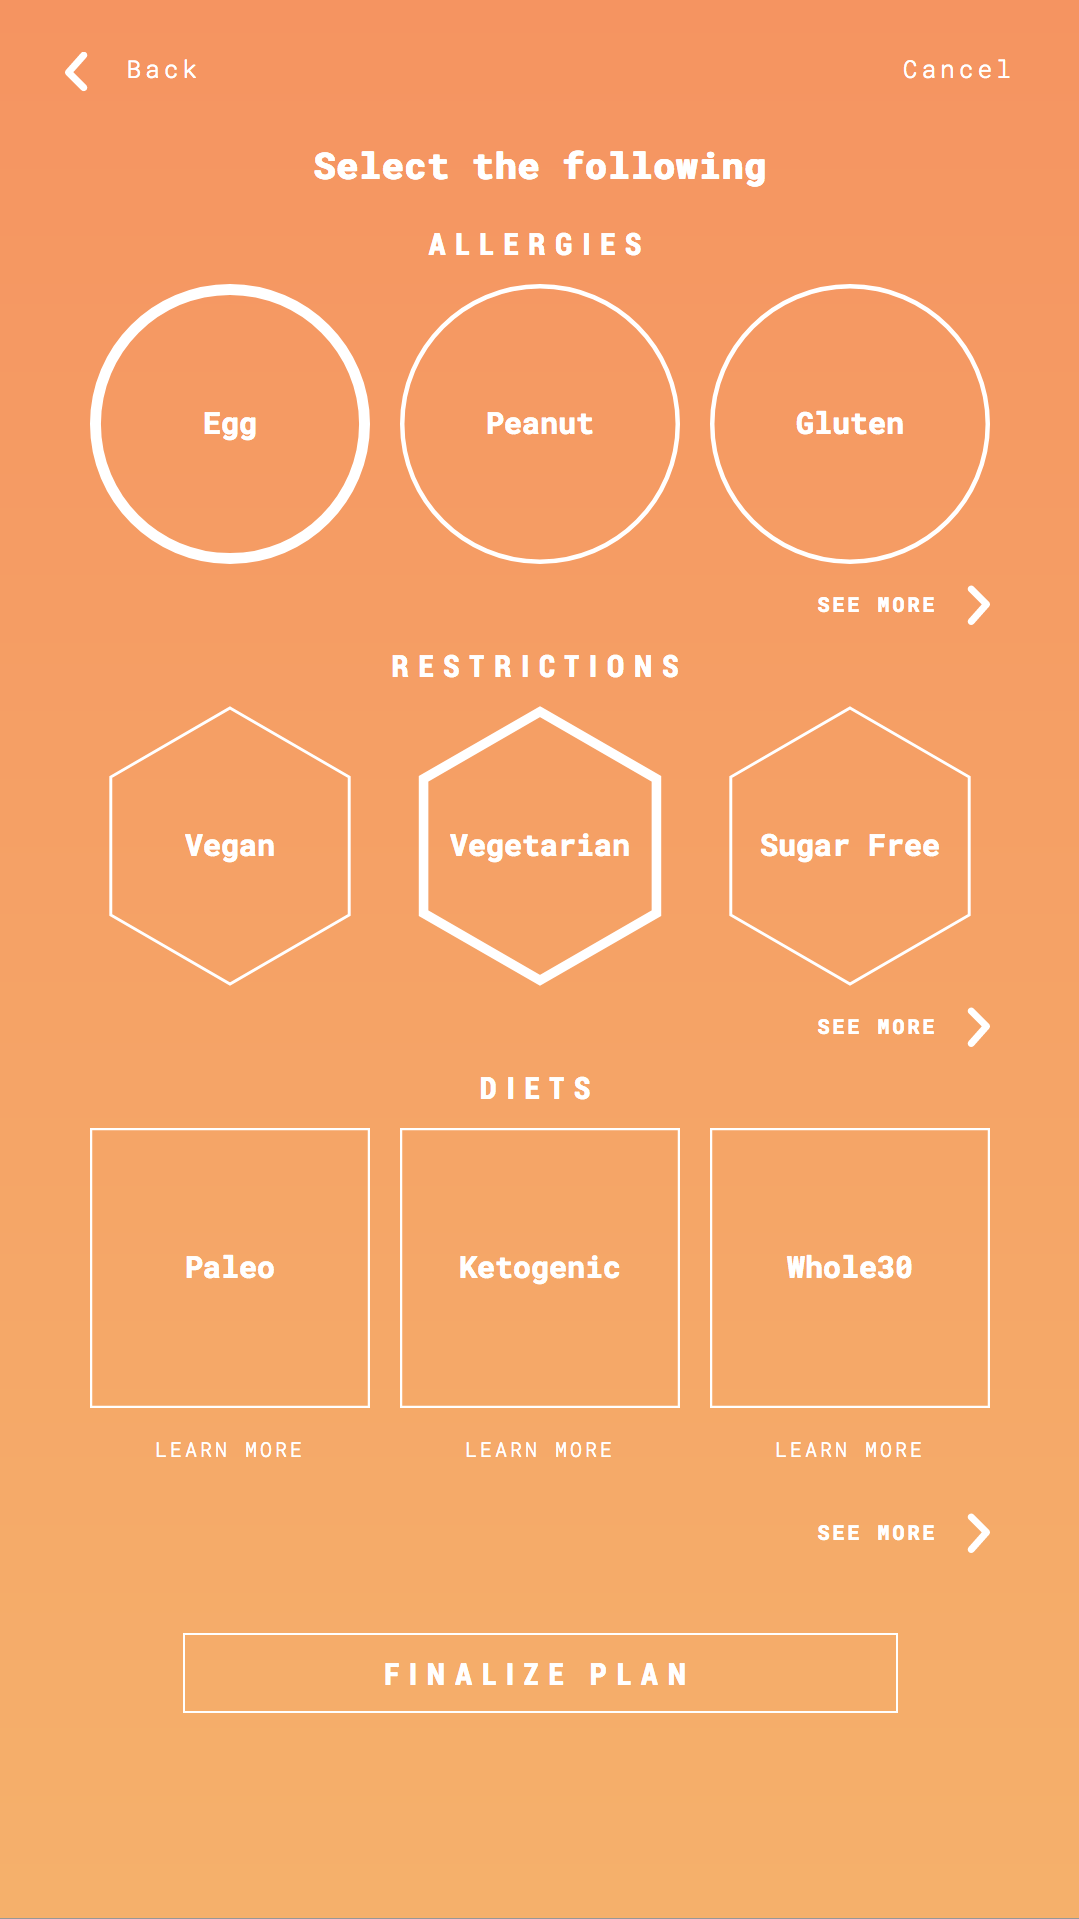 Back Cancel
Select the following
ALLERGIES
Egg Peanut Gluten
SEE MORE
RESTRICTIONS
Vegan Vegetarian Sugar Free
SEE MORE
DIETS
Paleo Ketogenic Whole30
LEARN MORE LEARN MORE LEARN MORE
SEE MORE
FINALIZE PLAN